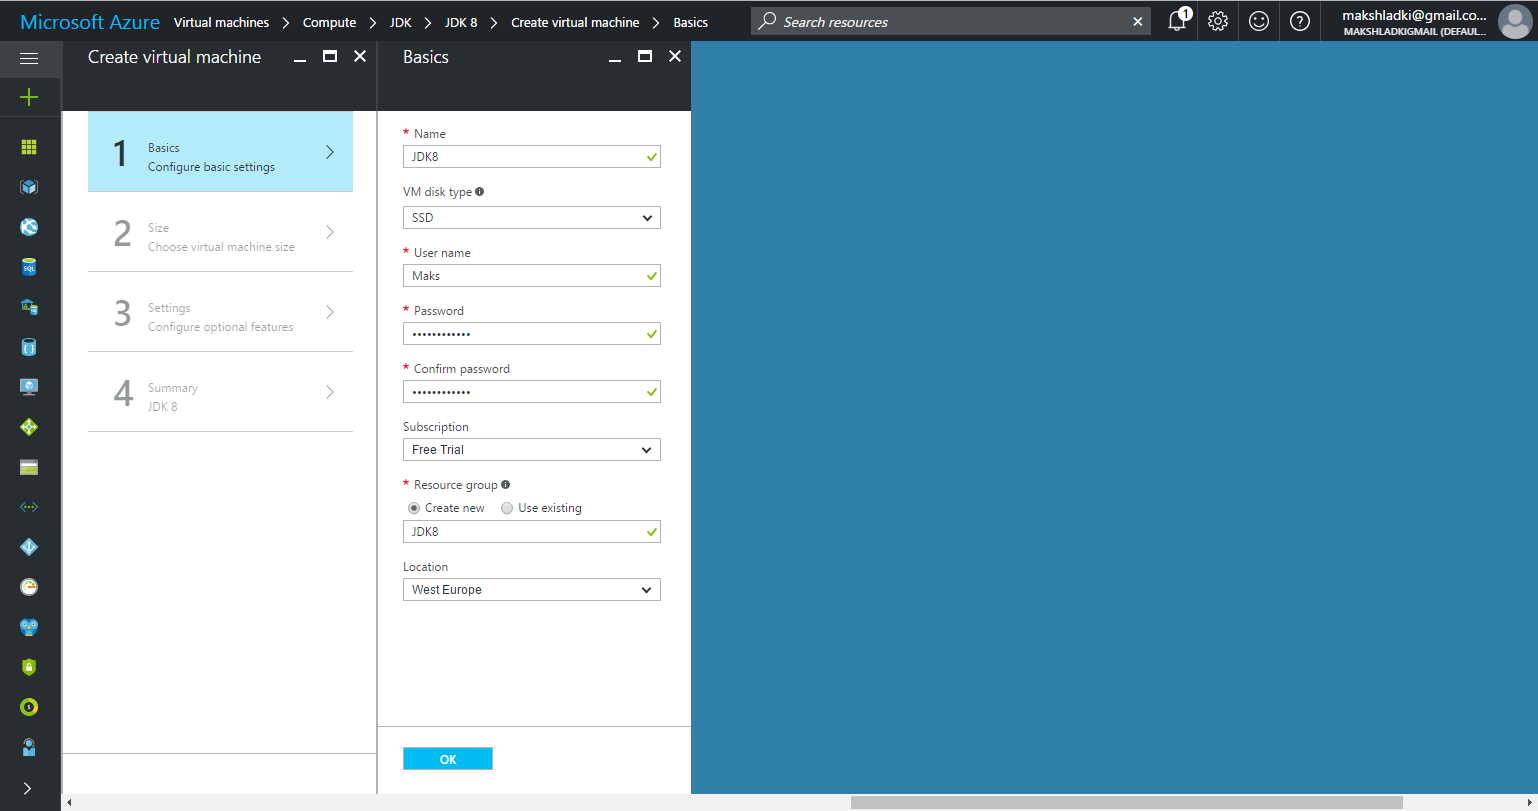 Microsoft Azure Virtual machines Compute JDK JDK 8 Create virtual machine Basics
Search resources
1
makshladki@gmail.co...
MAKSHLADKIGMAIL (DEFAUL...
Create virtual machine
1
Basics
Configure basic settings
2
Size
Choose virtual machine size
3
Settings
Configure optional features
4
Summary
JDK 8
Basics
* Name
JDK8
VM disk type
SSD
* User name
Maks
* Password
••••••••••••
* Confirm password
••••••••••••
Subscription
Free Trial
* Resource group
Create new Use existing
JDK8
Location
West Europe
OK
SQL